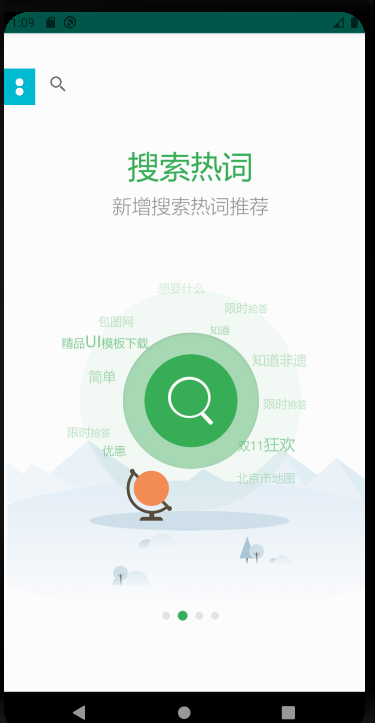 1:09
搜索热词
新增搜索热词推荐
想要什么
限时抢答
包图网
知道
精品UI模板下载
知道非遗
简单
限时抢答
限时抢答
双11狂欢
优惠
北京市地图